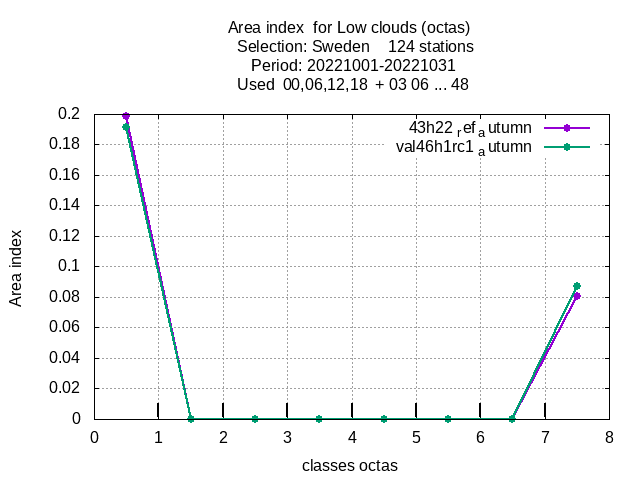 Area index  for Low clouds (octas)
Selection: Sweden    124 stations
Period: 20221001-20221031
Used  00,06,12,18  + 03 06 ... 48
43h22 ref autumn
val46h1rc1 autumn
0.2
0.18
0.16
0.14
0.12
0.1
0.08
0.06
0.04
0.02
0
Area index
0 1 2 3 4 5 6 7 8
classes octas